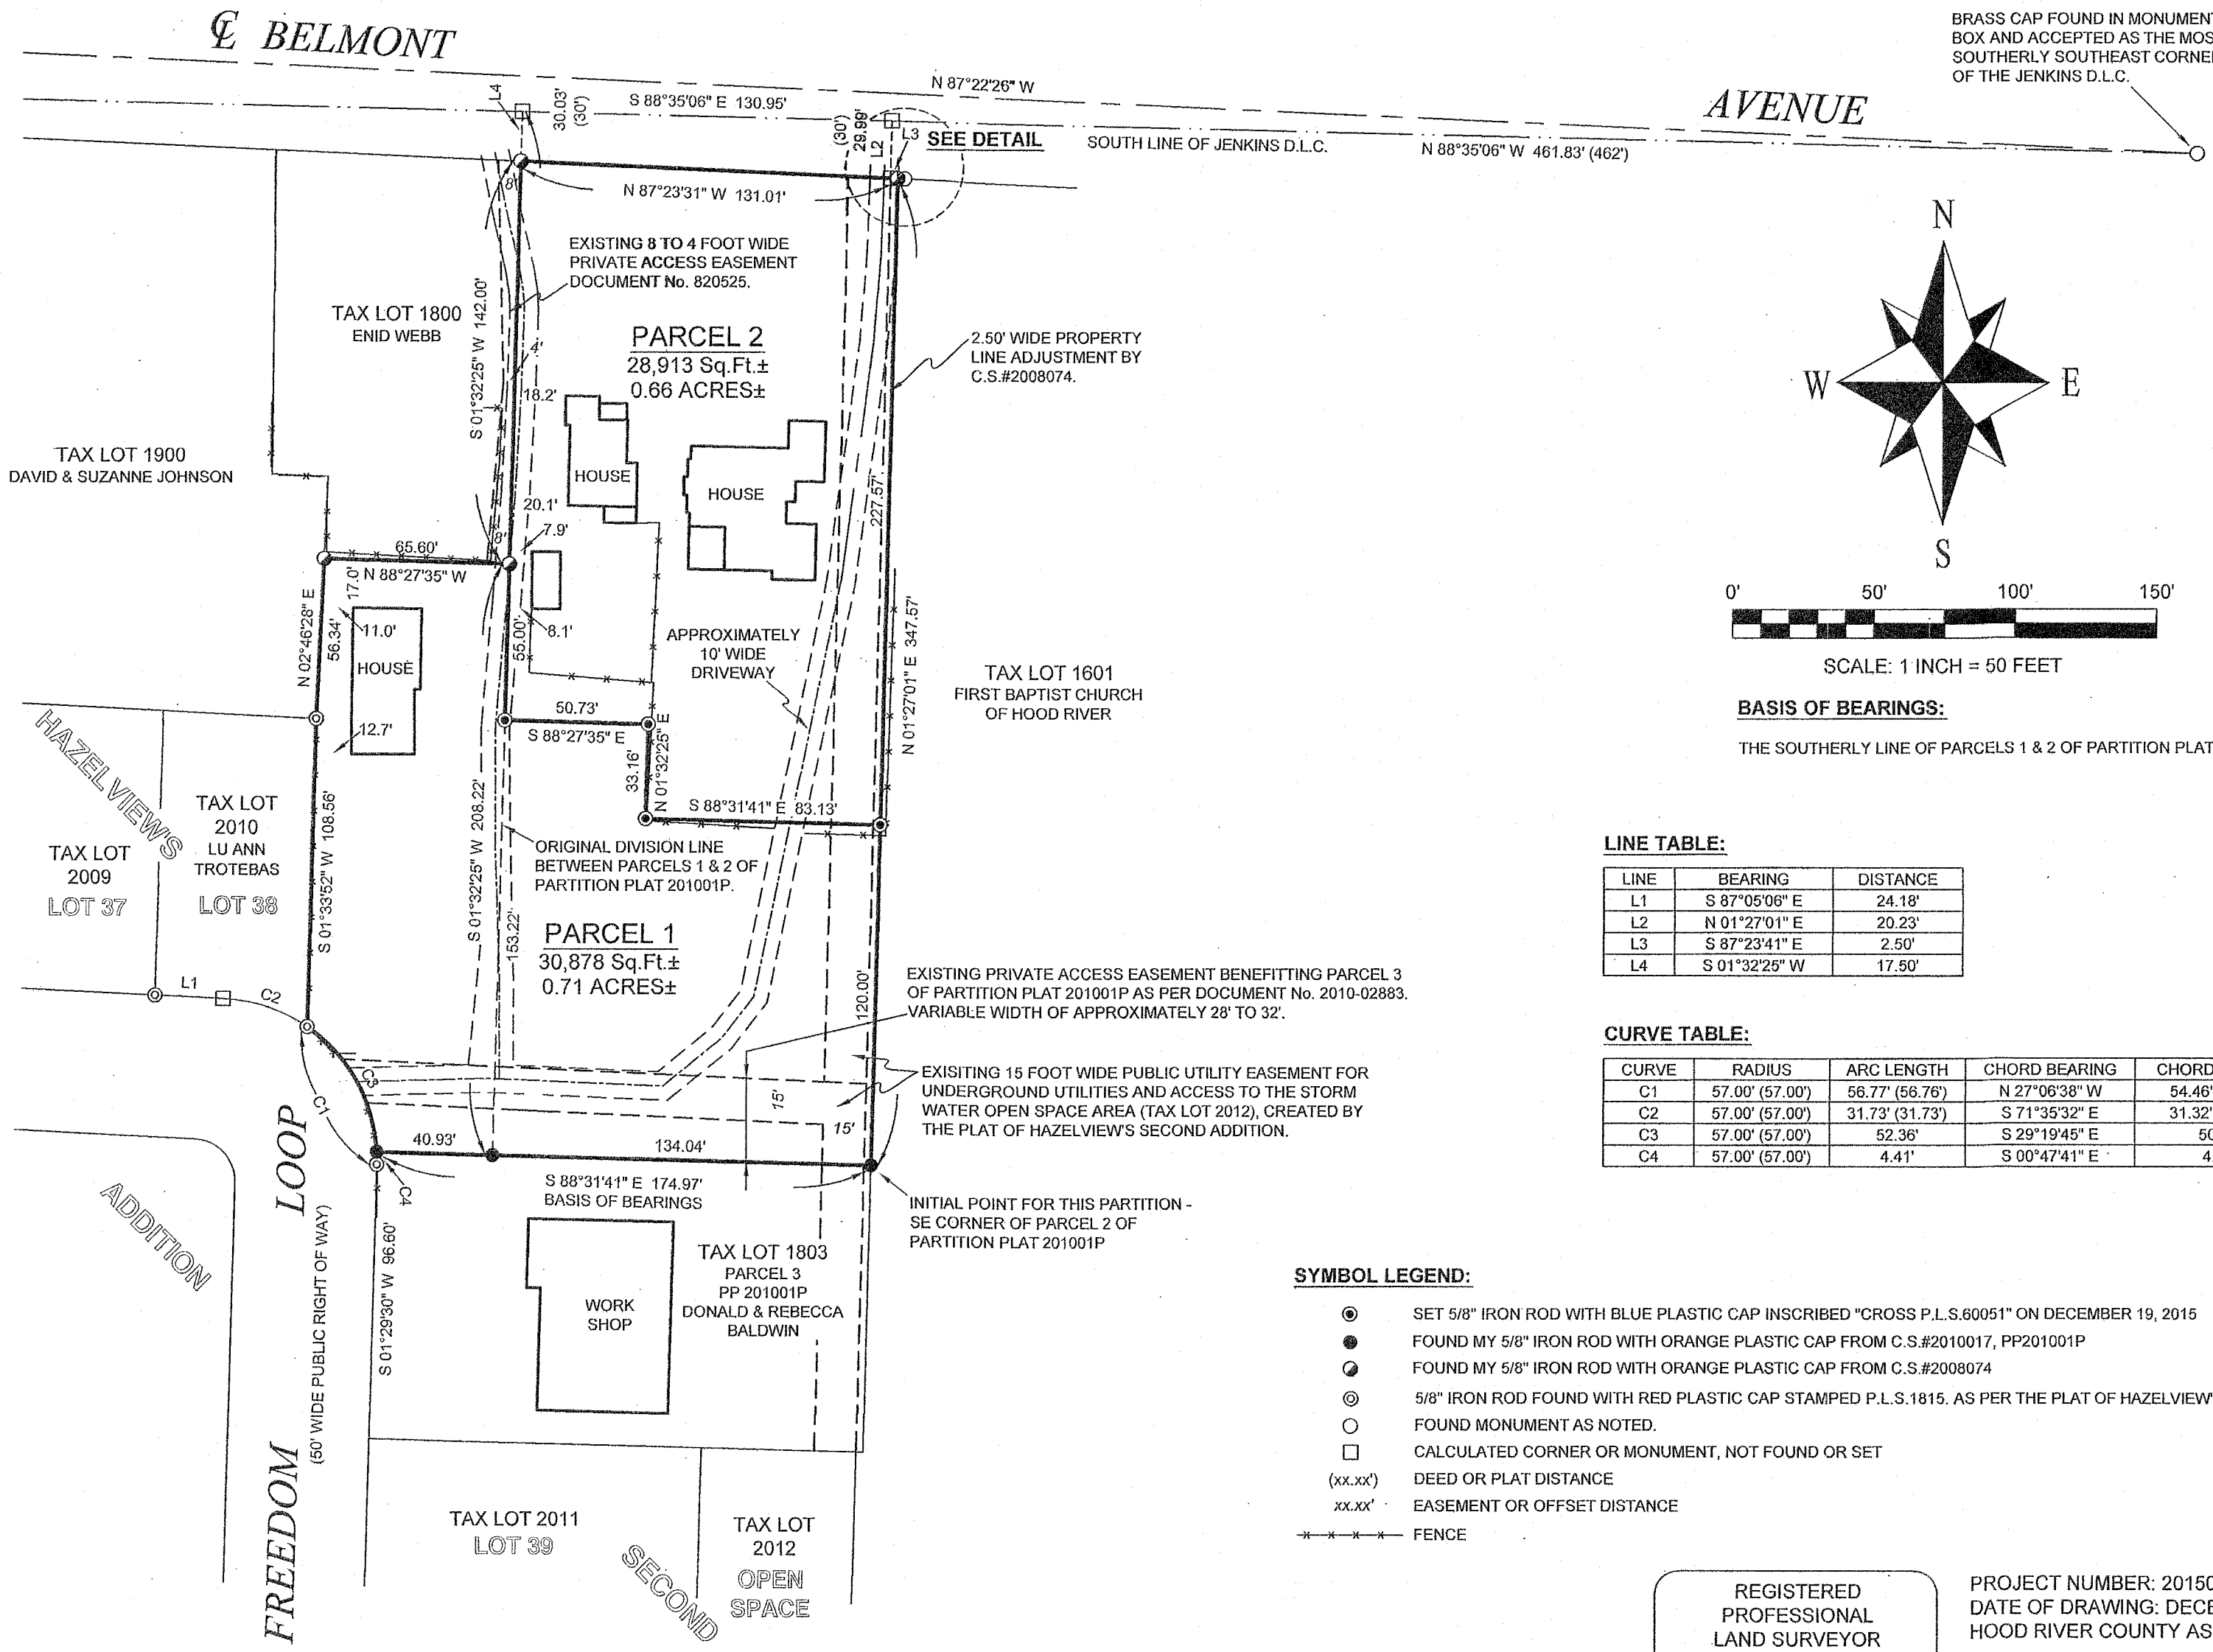 ℄ BELMONT
AVENUE
BRASS CAP FOUND IN MONUMENT
BOX AND ACCEPTED AS THE MOS
SOUTHERLY SOUTHEAST CORNER
OF THE JENKINS D.L.C.
N 87°22'26" W
S 88°35'06" E 130.95'
L4
30.03'
(30')
(30')
29.99'
L2
L3
SEE DETAIL
SOUTH LINE OF JENKINS D.L.C.
N 88°35'06" W 461.83' (462')
8'
N 87°23'31" W 131.01'
EXISTING 8 TO 4 FOOT WIDE
PRIVATE ACCESS EASEMENT
DOCUMENT No. 820525.
TAX LOT 1800
ENID WEBB
S 01°32'25" W 142.00'
PARCEL 2
28,913 Sq.Ft.±
0.66 ACRES±
4'
18.2'
2.50' WIDE PROPERTY
LINE ADJUSTMENT BY
C.S.#2008074.
N
W
E
S
TAX LOT 1900
DAVID & SUZANNE JOHNSON
HOUSE
HOUSE
20.1'
7.9'
8'
227.57'
65.60'
N 88°27'35" W
17.0'
N 02°46'28" E
56.34'
11.0'
HOUSE
12.7'
55.00'
8.1'
APPROXIMATELY
10' WIDE
DRIVEWAY
N 01°27'01" E 347.57'
TAX LOT 1601
FIRST BAPTIST CHURCH
OF HOOD RIVER
0' 50' 100' 150'
SCALE: 1 INCH = 50 FEET
BASIS OF BEARINGS:
THE SOUTHERLY LINE OF PARCELS 1 & 2 OF PARTITION PLAT
50.73'
S 88°27'35" E
33.16'
N 01°32'25" E
S 88°31'41" E 83.13'
HAZELVIEW'S
TAX LOT
2010
LU ANN
TROTEBAS
LOT 38
TAX LOT
2009
LOT 37
S 01°33'52" W 108.56'
S 01°32'25" W 208.22'
153.22'
ORIGINAL DIVISION LINE
BETWEEN PARCELS 1 & 2 OF
PARTITION PLAT 201001P.
PARCEL 1
30,878 Sq.Ft.±
0.71 ACRES±
120.00'
L1
C2
EXISTING PRIVATE ACCESS EASEMENT BENEFITTING PARCEL 3
OF PARTITION PLAT 201001P AS PER DOCUMENT No. 2010-02883.
VARIABLE WIDTH OF APPROXIMATELY 28' TO 32'.
EXISITING 15 FOOT WIDE PUBLIC UTILITY EASEMENT FOR
UNDERGROUND UTILITIES AND ACCESS TO THE STORM
WATER OPEN SPACE AREA (TAX LOT 2012), CREATED BY
THE PLAT OF HAZELVIEW'S SECOND ADDITION.
C3
C1
15'
15'
40.93'
134.04'
S 88°31'41" E 174.97'
BASIS OF BEARINGS
C4
INITIAL POINT FOR THIS PARTITION -
SE CORNER OF PARCEL 2 OF
PARTITION PLAT 201001P
LINE TABLE:
LINE BEARING DISTANCE
L1 S 87°05'06" E 24.18'
L2 N 01°27'01" E 20.23'
L3 S 87°23'41" E 2.50'
L4 S 01°32'25" W 17.50'
CURVE TABLE:
CURVE RADIUS ARC LENGTH CHORD BEARING CHORD
C1 57.00' (57.00') 56.77' (56.76') N 27°06'38" W 54.46'
C2 57.00' (57.00') 31.73' (31.73') S 71°35'32" E 31.32'
C3 57.00' (57.00') 52.36' S 29°19'45" E 50
C4 57.00' (57.00') 4.41' S 00°47'41" E 4
ADDITION
FREEDOM LOOP
(50' WIDE PUBLIC RIGHT OF WAY)
S 01°29'30" W 96.60'
WORK
SHOP
TAX LOT 1803
PARCEL 3
PP 201001P
DONALD & REBECCA
BALDWIN
TAX LOT 2011
LOT 39
SECOND
TAX LOT
2012
OPEN
SPACE
SYMBOL LEGEND:
SET 5/8" IRON ROD WITH BLUE PLASTIC CAP INSCRIBED "CROSS P.L.S.60051" ON DECEMBER 19, 2015
FOUND MY 5/8" IRON ROD WITH ORANGE PLASTIC CAP FROM C.S.#2010017, PP201001P
FOUND MY 5/8" IRON ROD WITH ORANGE PLASTIC CAP FROM C.S.#2008074
5/8" IRON ROD FOUND WITH RED PLASTIC CAP STAMPED P.L.S.1815. AS PER THE PLAT OF HAZELVIEW'
FOUND MONUMENT AS NOTED.
CALCULATED CORNER OR MONUMENT, NOT FOUND OR SET
(xx.xx') DEED OR PLAT DISTANCE
xx.xx' EASEMENT OR OFFSET DISTANCE
FENCE
REGISTERED
PROFESSIONAL
LAND SURVEYOR
PROJECT NUMBER: 20150
DATE OF DRAWING: DECE
HOOD RIVER COUNTY AS